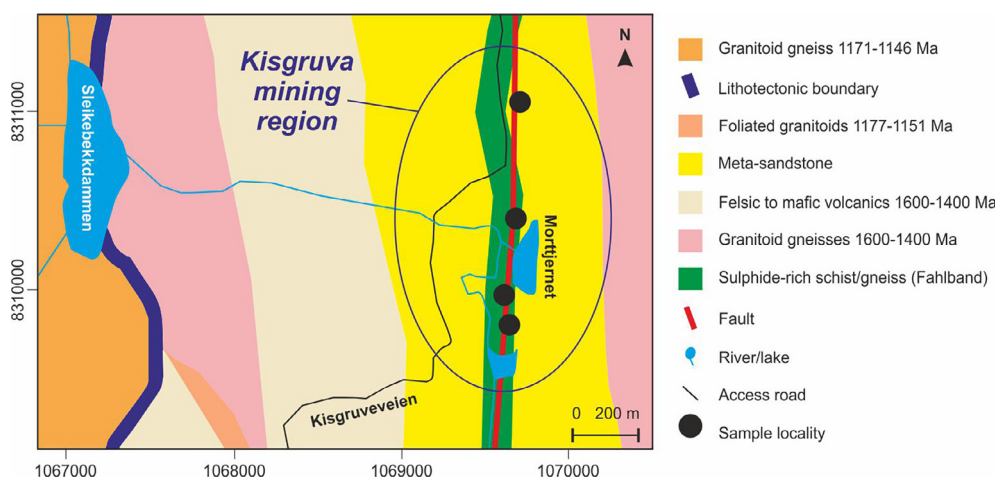 Kisgruva
mining
region
N
Sleikebekkdammen
Morttjernet
Kisgruveveien
0 200 m
8311000
8310000
1067000
1068000
1069000
1070000
Granitoid gneiss 1171-1146 Ma
Lithotectonic boundary
Foliated granitoids 1177-1151 Ma
Meta-sandstone
Felsic to mafic volcanics 1600-1400 Ma
Granitoid gneisses 1600-1400 Ma
Sulphide-rich schist/gneiss (Fahlband)
Fault
River/lake
Access road
Sample locality